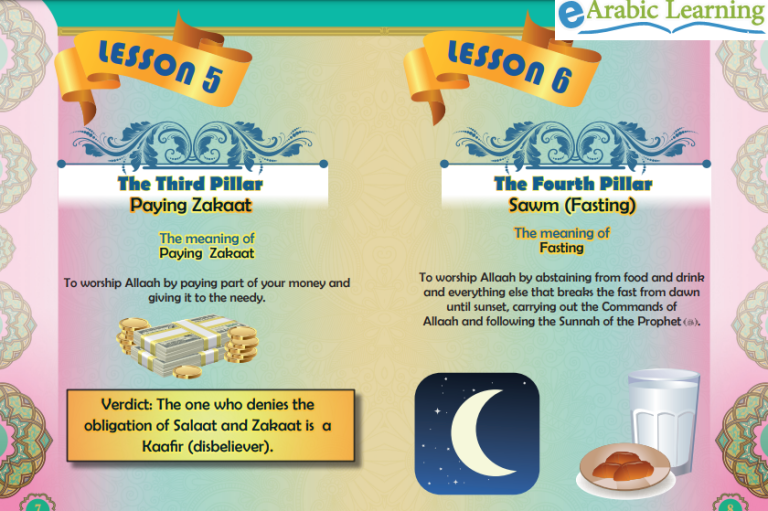 e Arabic Learning
LESSON 5
The Third Pillar
Paying Zakaat
The meaning of
Paying Zakaat
To worship Allaah by paying part of your money and
giving it to the needy.
Verdict: The one who denies the
obligation of Salaat and Zakaat is a
Kaafir (disbeliever).
7
LESSON 6
The Fourth Pillar
Sawm (Fasting)
The meaning of
Fasting
To worship Allaah by abstaining from food and drink
and everything else that breaks the fast from dawn
until sunset, carrying out the Commands of
Allaah and following the Sunnah of the Prophet (ﷺ).
8